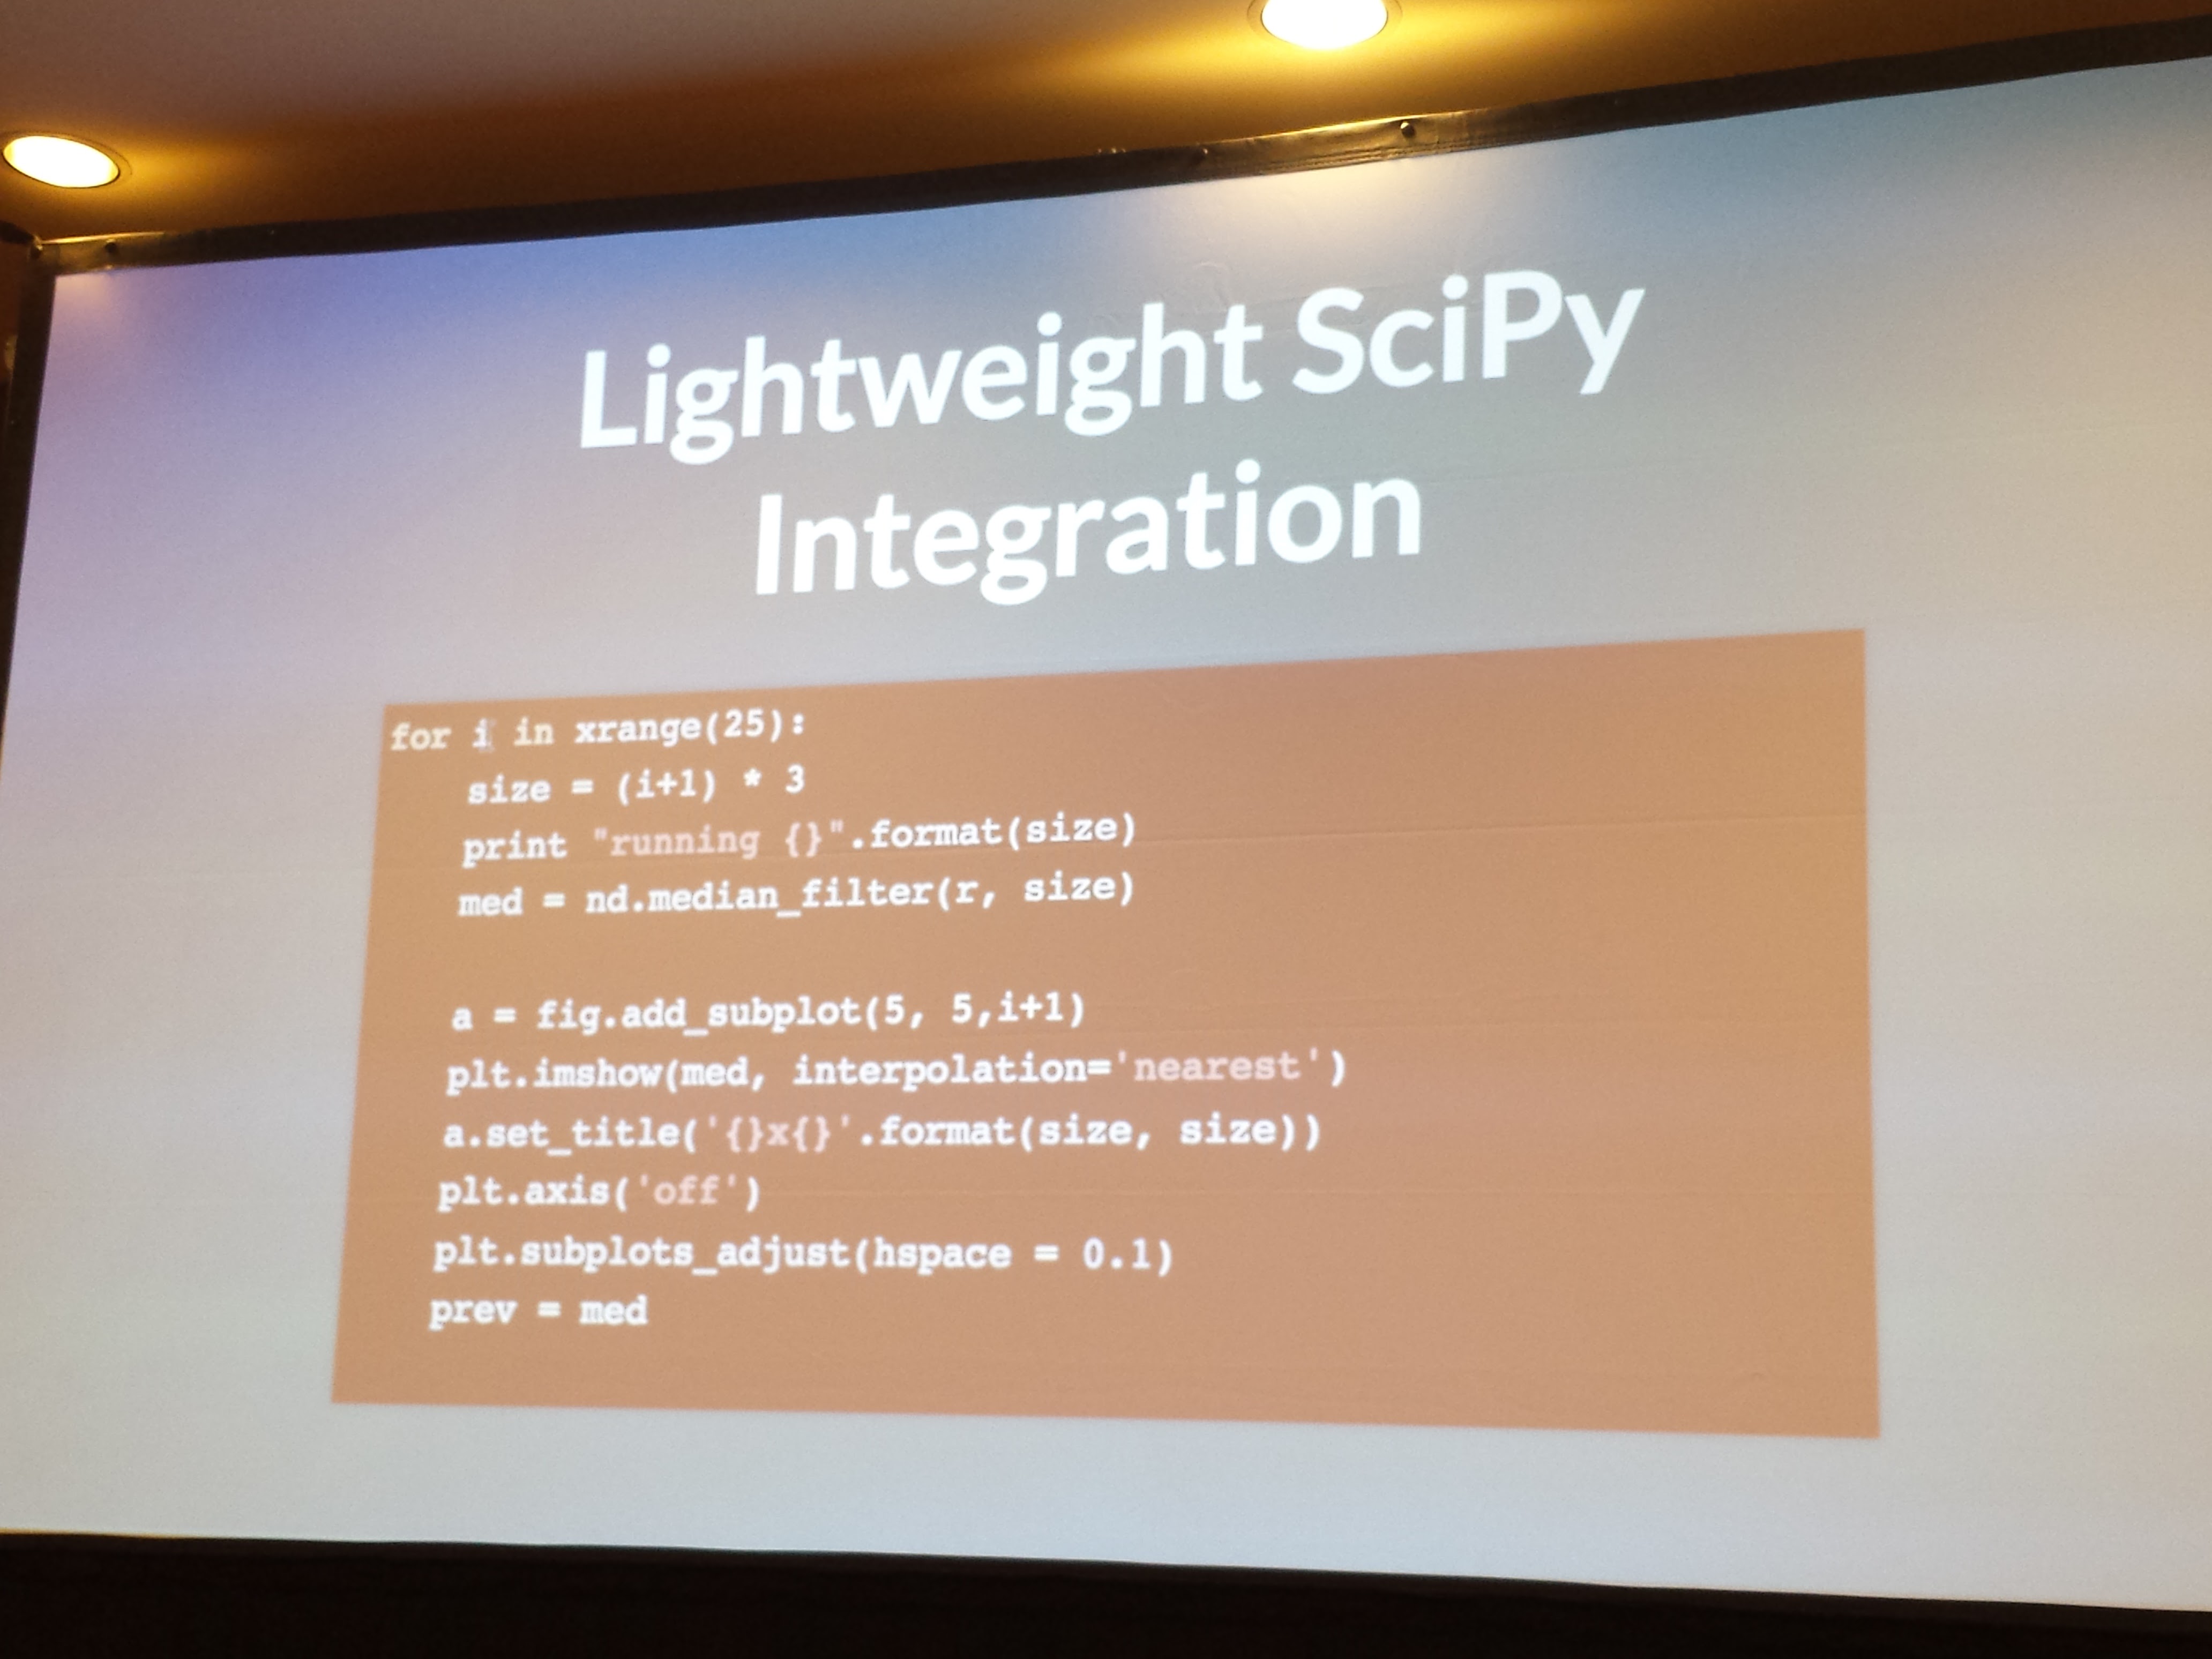 Lightweight SciPy
Integration
for i in xrange(25):
    size = (i+1) * 3
    print "running {}".format(size)
    med = nd.median_filter(r, size)

    a = fig.add_subplot(5, 5,i+1)
    plt.imshow(med, interpolation='nearest')
    a.set_title('{}x{}'.format(size, size))
    plt.axis('off')
    plt.subplots_adjust(hspace = 0.1)
    prev = med